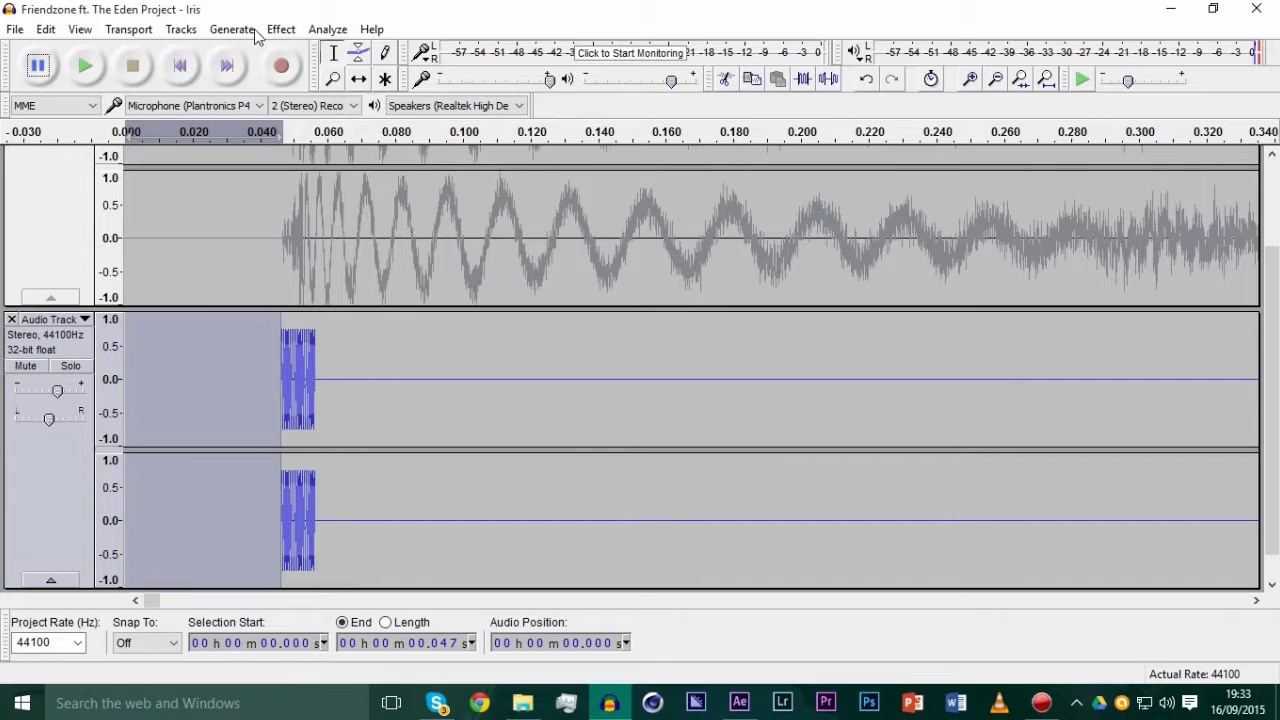 Friendzone ft. The Eden Project - Iris
File Edit View Transport Tracks Generate Effect Analyze Help
L R -57 -54 -51 -48 -45 -42 Click to Start Monitoring -18 -15 -12 -9 -6 -3 0 L R -57 -54 -51 -48 -45 -42 -39 -36 -33 -30 -27 -24 -21 -18 -15 -12 -9 -6 -3 0
MME Microphone (Plantronics P4 2 (Stereo) Reco Speakers (Realtek High De
-0.030 0.000 0.020 0.040 0.060 0.080 0.100 0.120 0.140 0.160 0.180 0.200 0.220 0.240 0.260 0.280 0.300 0.320 0.340
-1.0
1.0
0.5
0.0
-0.5
-1.0
Audio Track 1.0
Stereo, 44100Hz
32-bit float 0.5
Mute Solo
0.0
L R
-0.5
-1.0
1.0
0.5
0.0
-0.5
-1.0
Project Rate (Hz): Snap To: Selection Start: End Length Audio Position:
44100 Off 00 h 00 m 00.000 s 00 h 00 m 00.047 s 00 h 00 m 00.000 s
Actual Rate: 44100
Search the web and Windows
19:33
16/09/2015